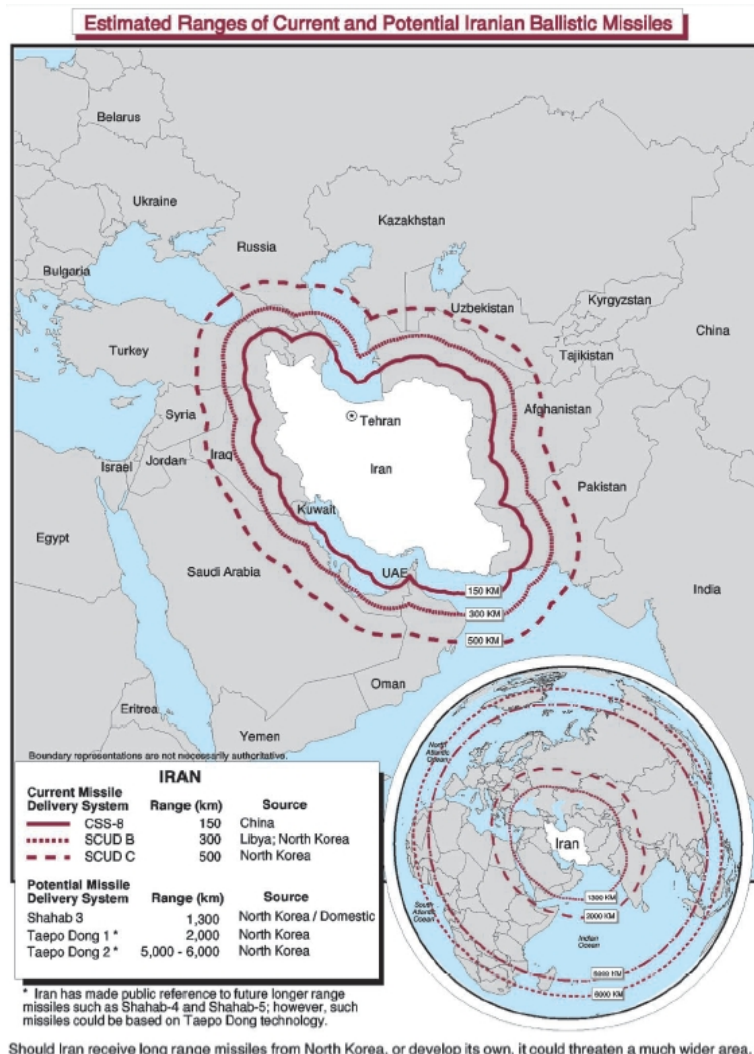 Estimated Ranges of Current and Potential Iranian Ballistic Missiles
Belarus
Ukraine
Kazakhstan
Russia
Bulgaria
Uzbekistan
Kyrgyzstan
China
Turkey
Tajikistan
Syria
Tehran
Afghanistan
Israel
Jordan
Iraq
Iran
Kuwait
Pakistan
Egypt
Saudi Arabia
UAE
150 KM
India
300 KM
500 KM
Oman
Eritrea
Yemen
Boundary representations are not necessarily authoritative.
IRAN
Current Missile
Delivery System Range (km) Source
CSS-8 150 China
SCUD B 300 Libya; North Korea
SCUD C 500 North Korea
Potential Missile
Delivery System Range (km) Source
Shahab 3 1,300 North Korea / Domestic
Taepo Dong 1 * 2,000 North Korea
Taepo Dong 2 * 5,000 - 6,000 North Korea
North
Atlantic
Ocean
Iran
1300 KM
2000 KM
South
Atlantic
Ocean
Indian
Ocean
5000 KM
6000 KM
* Iran has made public reference to future longer range
missiles such as Shahab-4 and Shahab-5; however, such
missiles could be based on Taepo Dong technology.
Should Iran receive long range missiles from North Korea, or develop its own, it could threaten a much wider area.